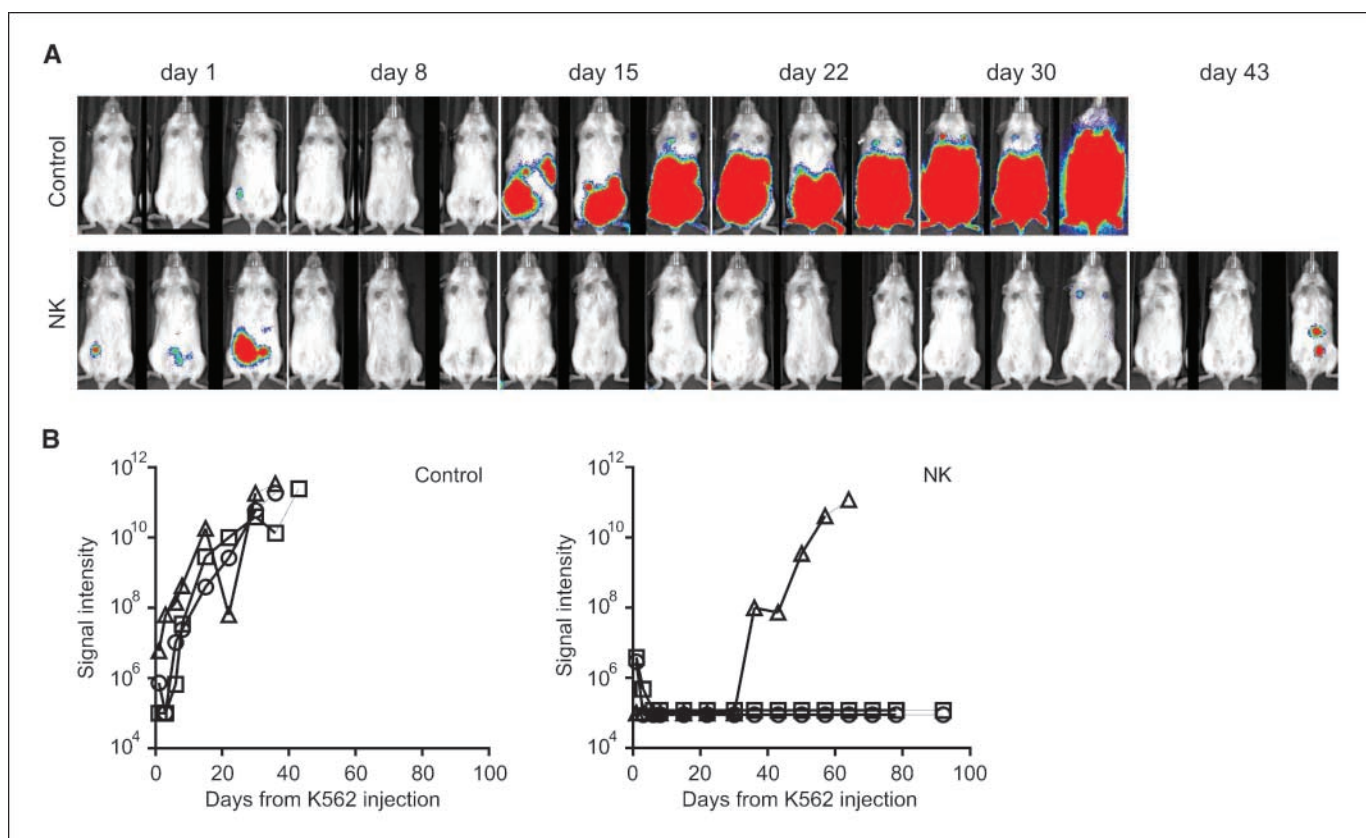 A
day 1 day 8 day 15 day 22 day 30 day 43
Control
NK
B
Control
Signal intensity
10^12
10^10
10^8
10^6
10^4
0 20 40 60 80 100
Days from K562 injection
NK
Signal intensity
10^12
10^10
10^8
10^6
10^4
0 20 40 60 80 100
Days from K562 injection